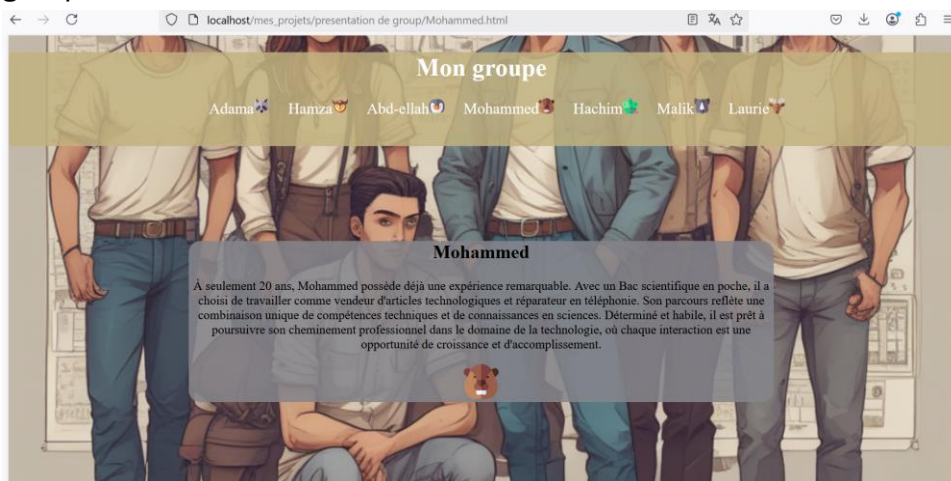 localhost/mes_projets/presentation de group/Mohammed.html
Mon groupe
Adama Hamza Abd-ellah Mohammed Hachim Malik Laurie
Mohammed
À seulement 20 ans, Mohammed possède déjà une expérience remarquable. Avec un Bac scientifique en poche, il a
choisi de travailler comme vendeur d'articles technologiques et réparateur en téléphonie. Son parcours reflète une
combinaison unique de compétences techniques et de connaissances en sciences. Déterminé et habile, il est prêt à
poursuivre son cheminement professionnel dans le domaine de la technologie, où chaque interaction est une
opportunité de croissance et d'accomplissement.